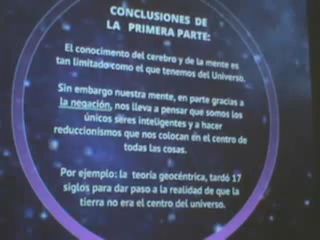 CONCLUSIONES DE
LA PRIMERA PARTE:
El conocimento del cerebro y de la mente es
tan limitado como el que tenemos del Universo.
Sin embargo nuestra mente, en parte gracias a
la negación, nos lleva a pensar que somos los
únicos seres inteligentes y a hacer
reduccionismos que nos colocan en el centro de
todas las cosas.
Por ejemplo: la teoría geocéntrica, tardó 17
siglos para dar paso a la realidad de que la
tierra no era el centro del universo.